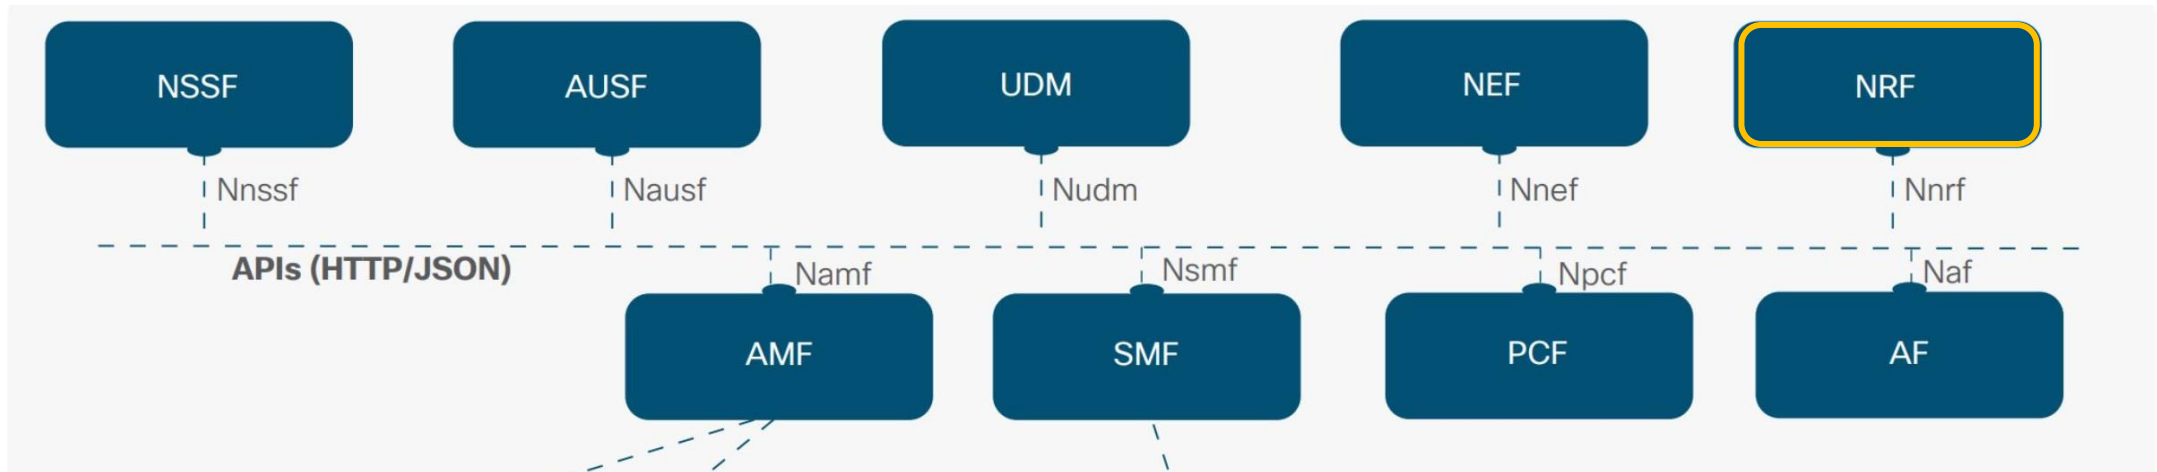 NSSF
AUSF
UDM
NEF
NRF
Nnssf
Nausf
Nudm
Nnef
Nnrf
APIs (HTTP/JSON)
Namf
Nsmf
Npcf
Naf
AMF
SMF
PCF
AF